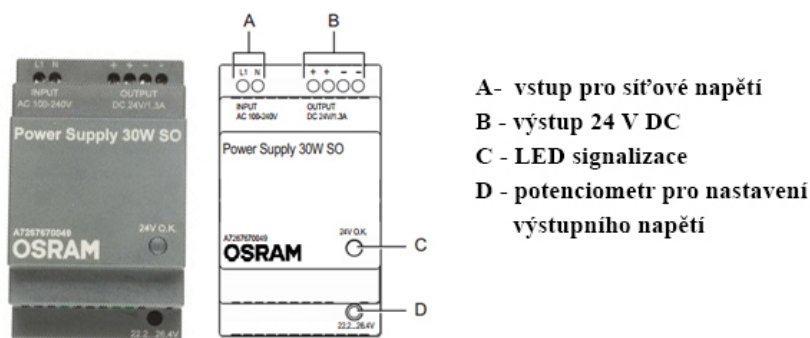 L1 N + + - -
INPUT
AC 100-240V
OUTPUT
DC 24V/1.3A
Power Supply 30W SO
A7267670049
24V O.K.
OSRAM
22.2...26.4V
A
B
L1 N + + - -
INPUT
AC 100-240V
OUTPUT
DC 24V/1.3A
Power Supply 30W SO
A7267670049
24V O.K.
OSRAM
C
D
22.2...26.4V
A- vstup pro síťové napětí
B - výstup 24 V DC
C - LED signalizace
D - potenciometr pro nastavení
výstupního napětí